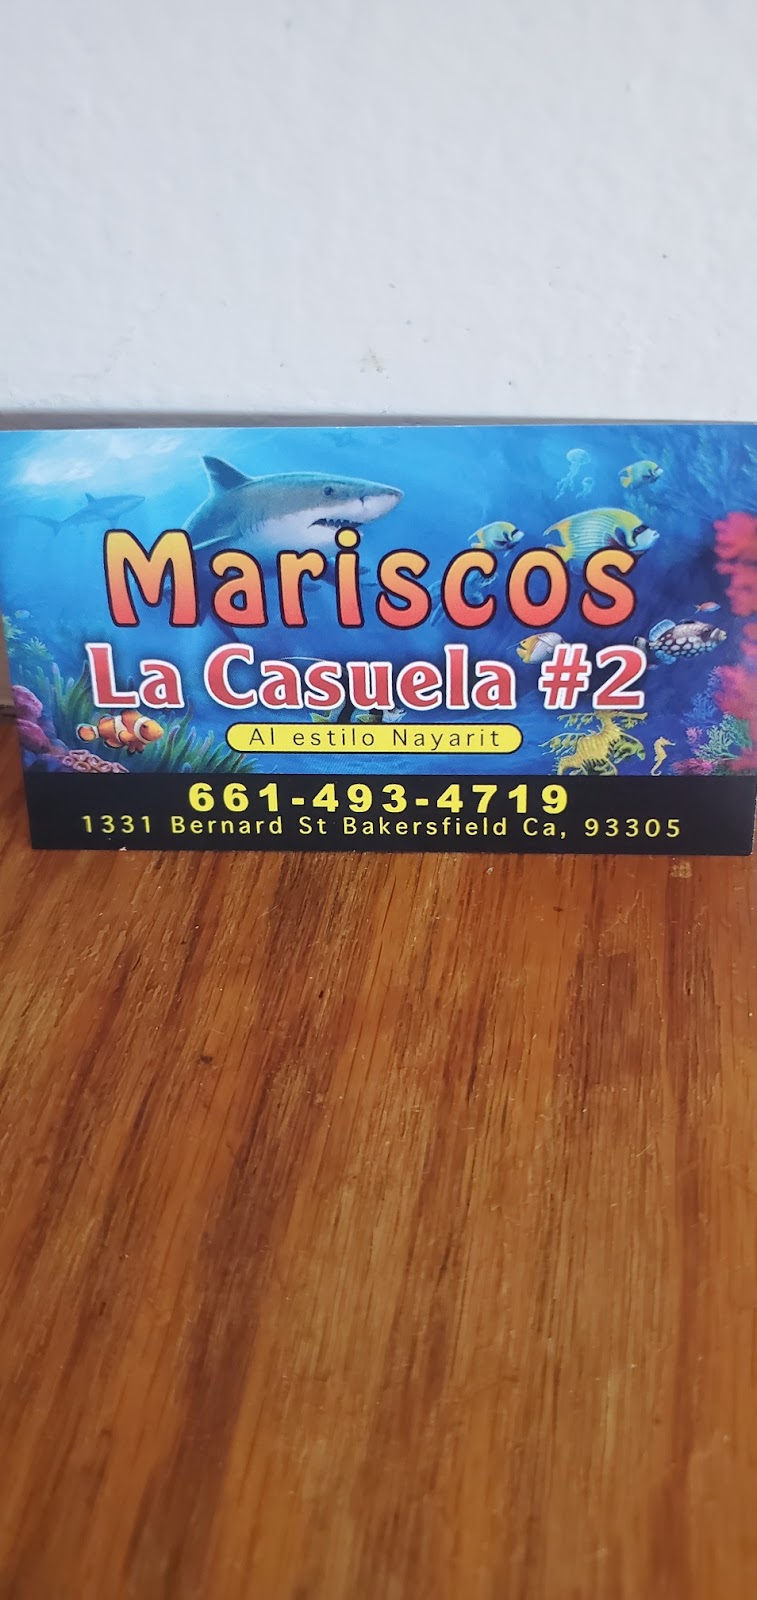 Mariscos
La Casuela #2
Al estilo Nayarit
661-493-4719
1331 Bernard St Bakersfield Ca, 93305